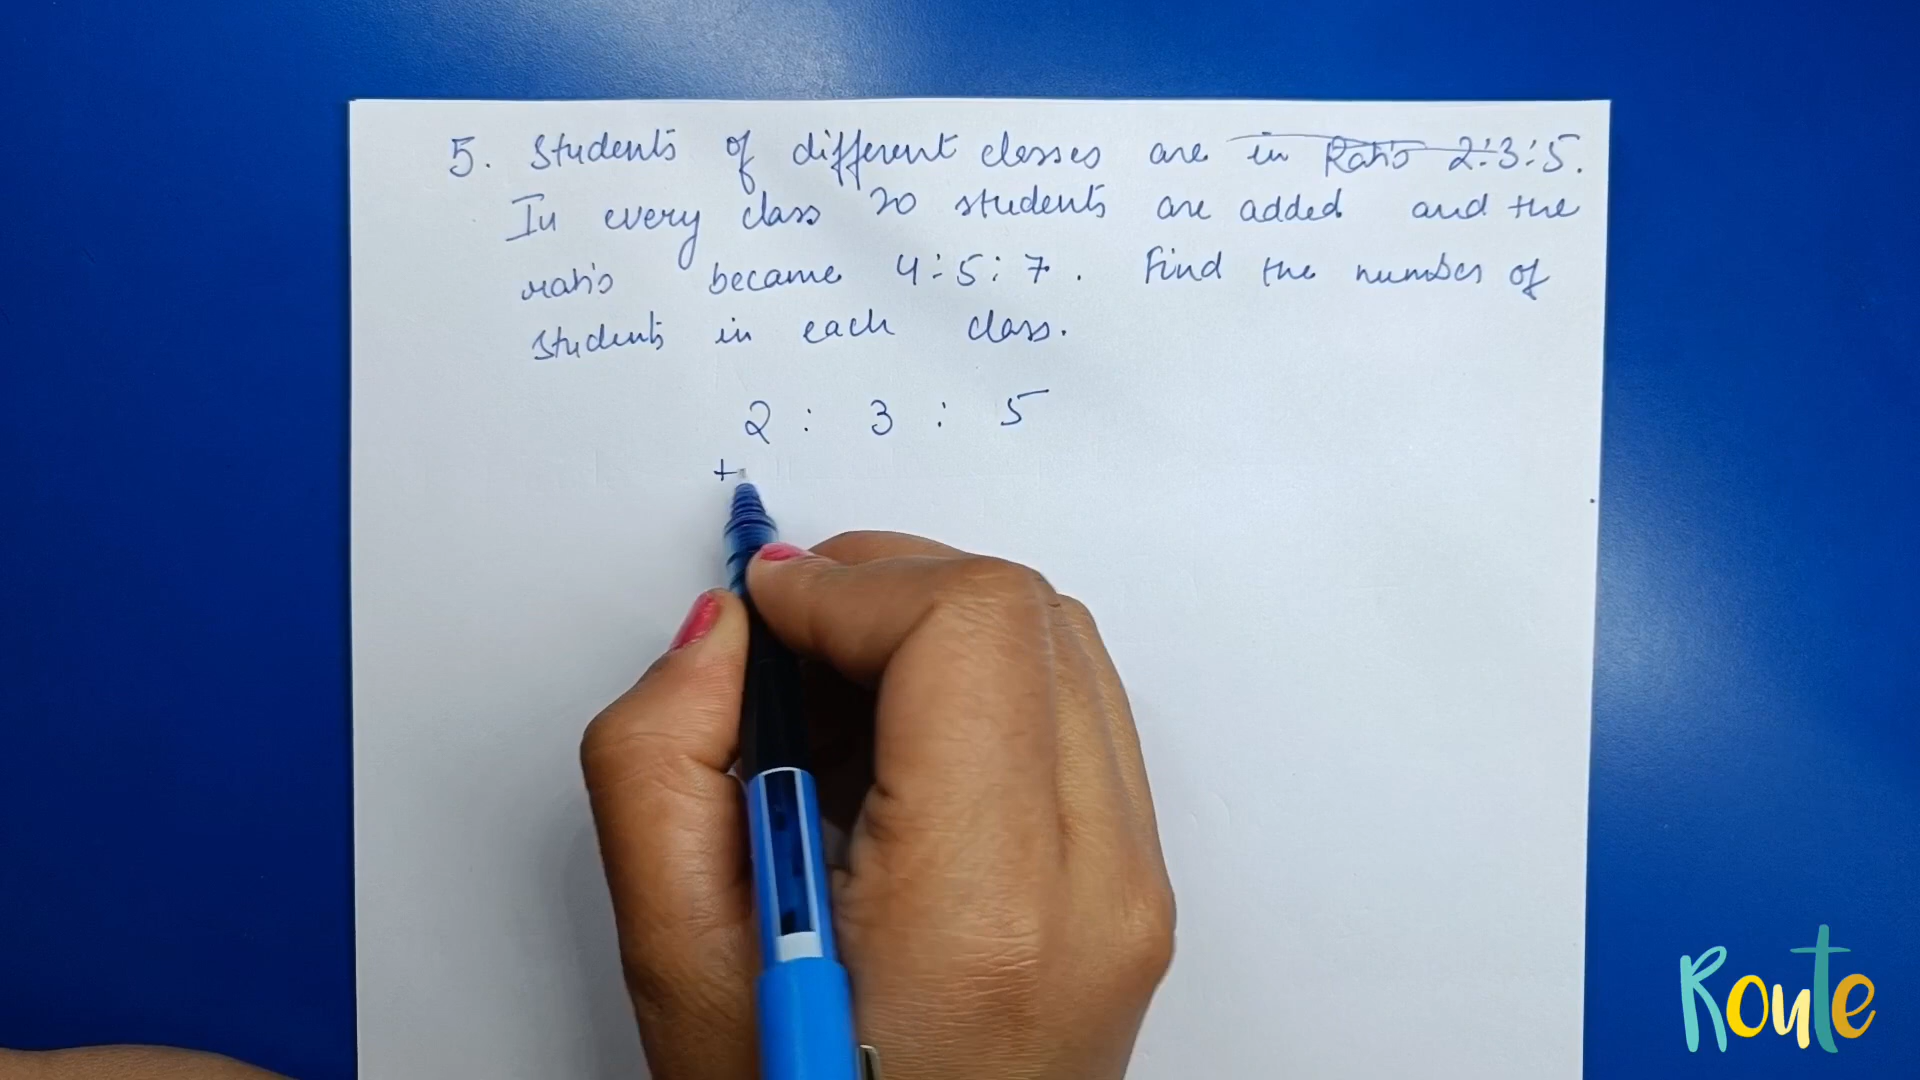 5. Students of different classes are in Ratio 2:3:5.
In every class 20 students are added and the
ratio became 4:5:7. Find the number of
students in each class.
2 : 3 : 5
+
Route